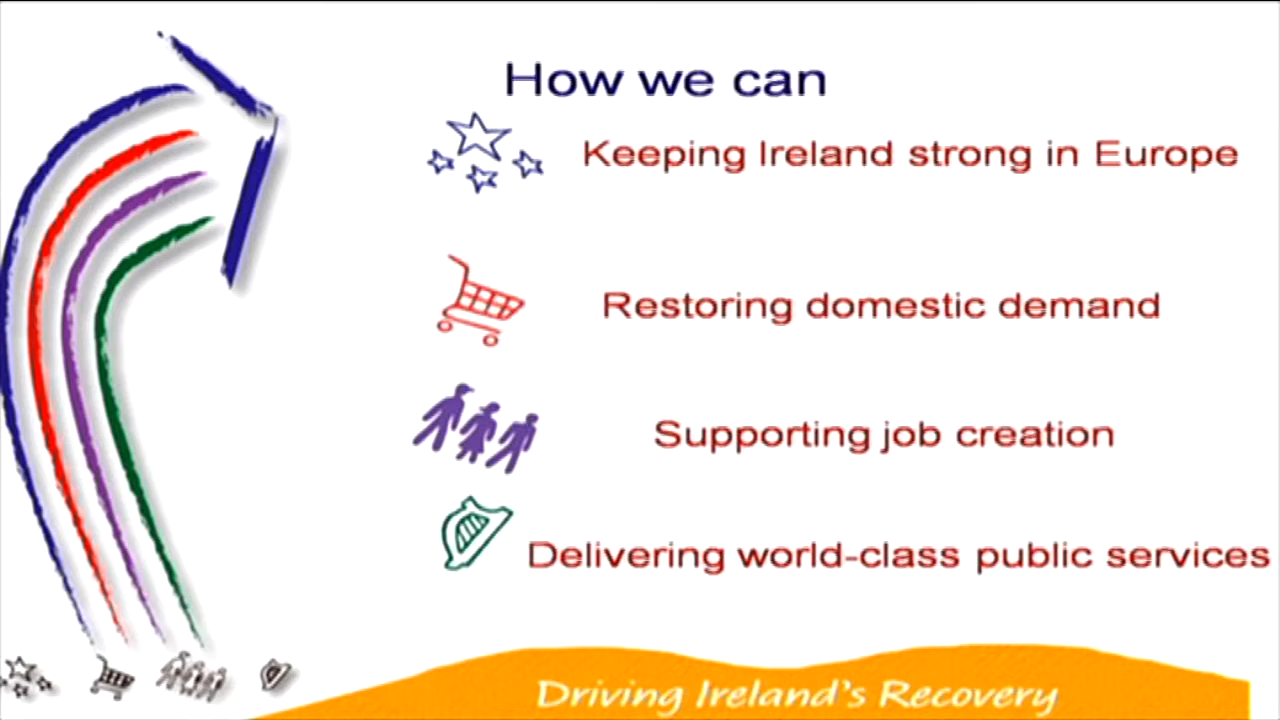 How we can
Keeping Ireland strong in Europe
Restoring domestic demand
Supporting job creation
Delivering world-class public services
Driving Ireland's Recovery